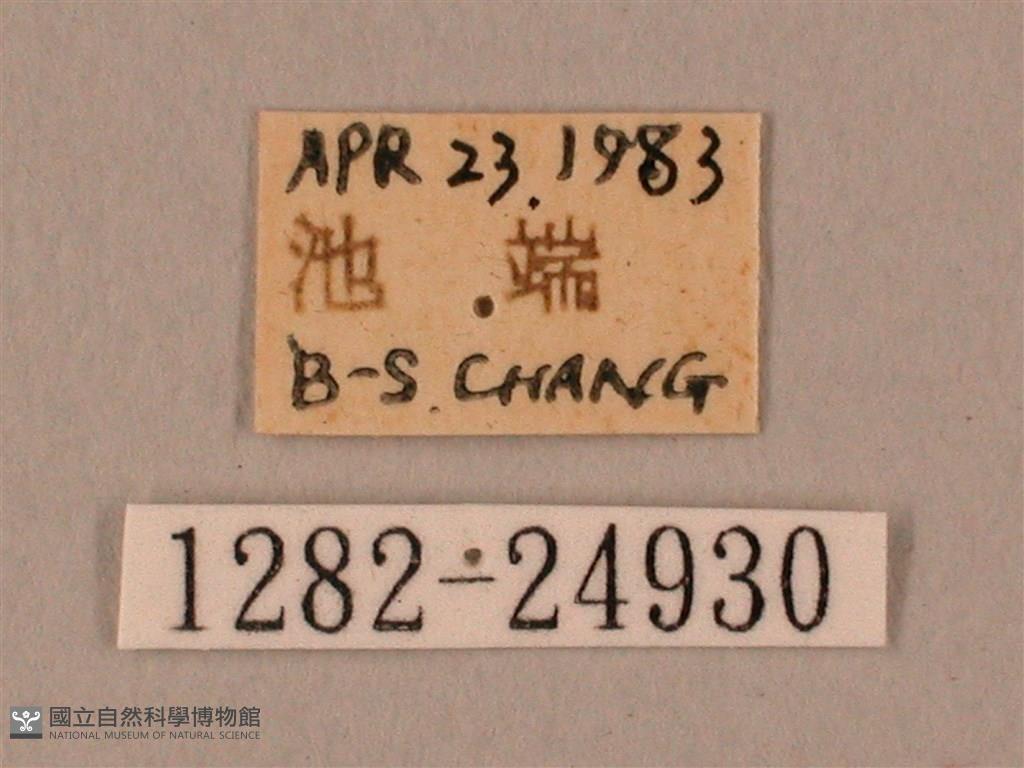 APR 23. 1983
池 端
B-S. CHANG
1282-24930
國立自然科學博物館
NATIONAL MUSEUM OF NATURAL SCIENCE